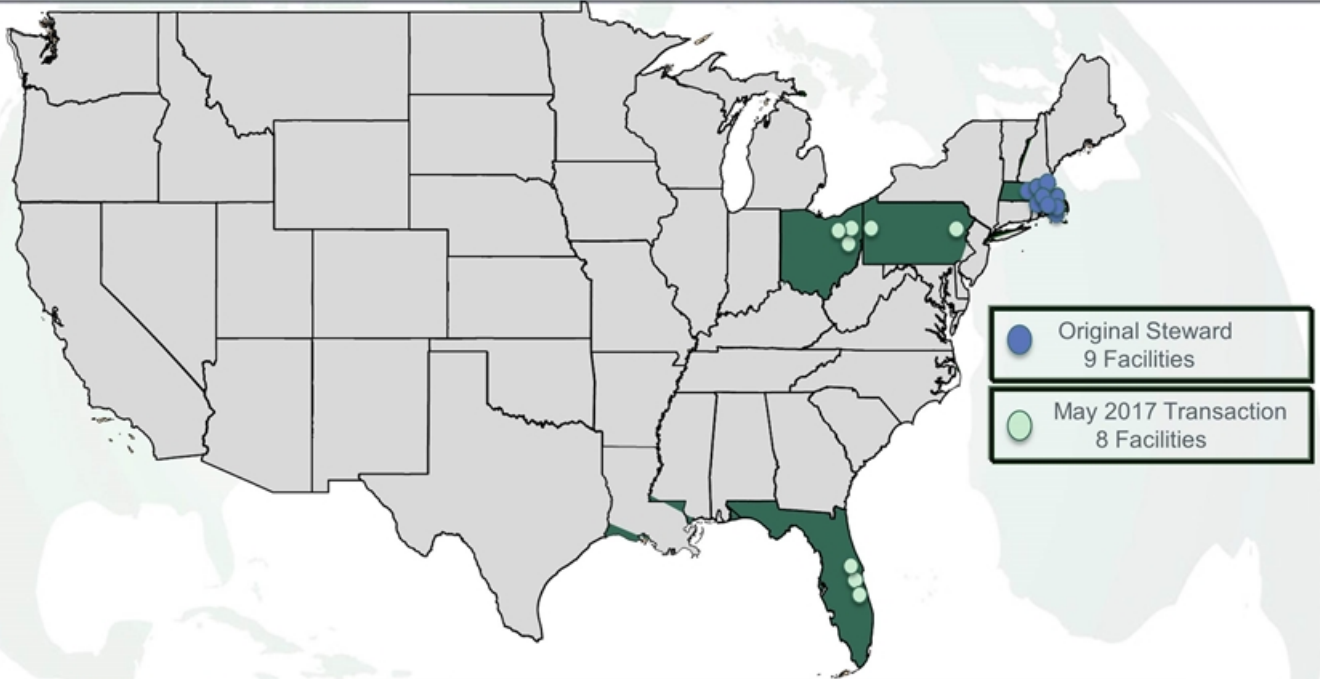 Original Steward
9 Facilities
May 2017 Transaction
8 Facilities